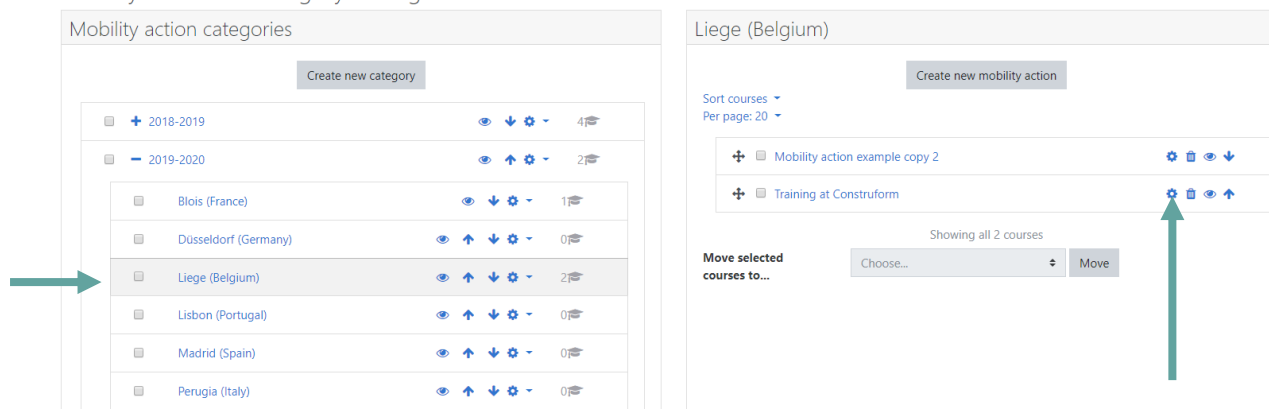 Mobility action categories
Create new category
2018-2019 4
2019-2020 2
Blois (France) 1
Düsseldorf (Germany) 0
Liege (Belgium) 2
Lisbon (Portugal) 0
Madrid (Spain) 0
Perugia (Italy) 0
Liege (Belgium)
Create new mobility action
Sort courses
Per page: 20
Mobility action example copy 2
Training at Construform
Showing all 2 courses
Move selected
courses to...
Choose...
Move